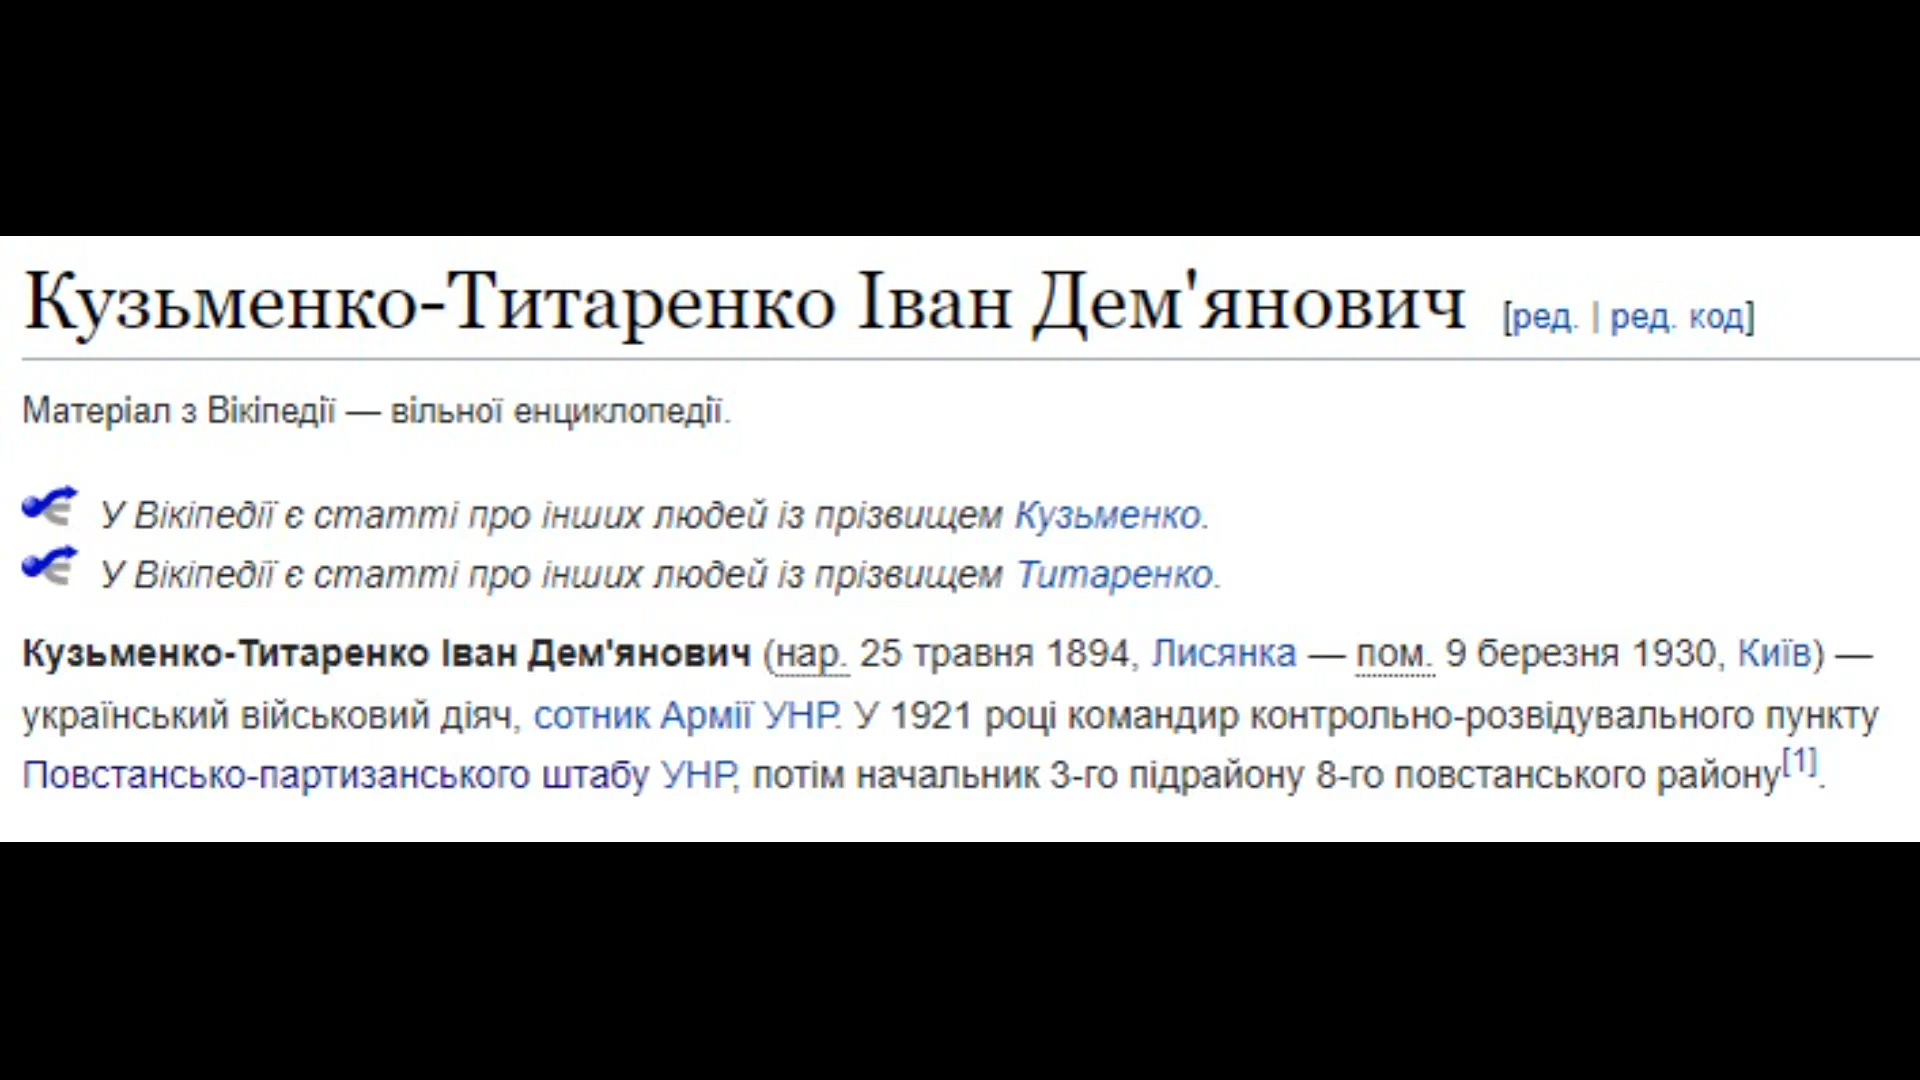 Кузьменко-Титаренко Іван Дем'янович [ред. | ред. код]
Матеріал з Вікіпедії — вільної енциклопедії.
У Вікіпедії є статті про інших людей із прізвищем Кузьменко.
У Вікіпедії є статті про інших людей із прізвищем Титаренко.
Кузьменко-Титаренко Іван Дем'янович (нар. 25 травня 1894, Лисянка — пом. 9 березня 1930, Київ) —
український військовий діяч, сотник Армії УНР. У 1921 році командир контрольно-розвідувального пункту
Повстансько-партизанського штабу УНР, потім начальник 3-го підрайону 8-го повстанського району[1].